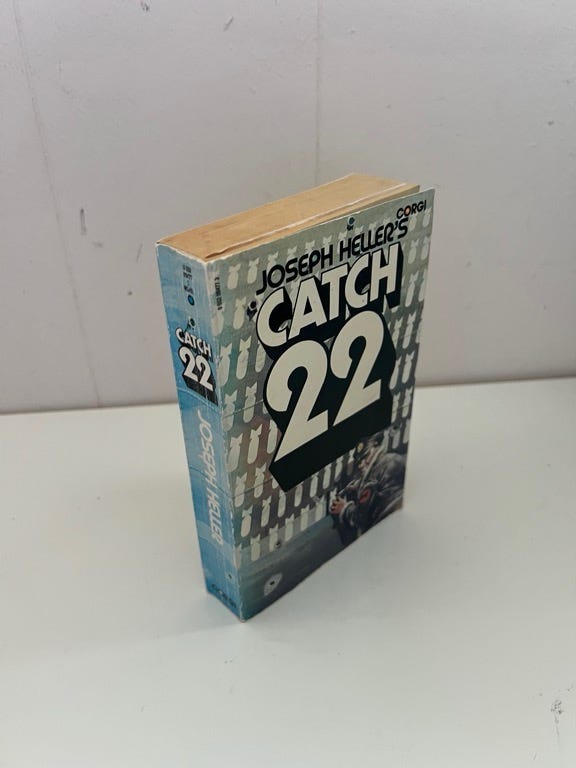 CORGI
JOSEPH HELLER'S
CATCH
22
CATCH
22
JOSEPH HELLER